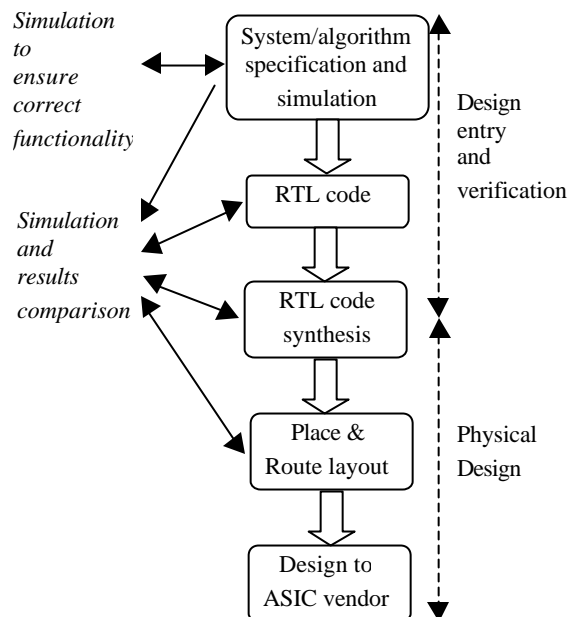 Simulation
to
ensure
correct
functionality
System/algorithm
specification and
simulation
Design
entry
and
verification
RTL code
Simulation
and
results
comparison
RTL code
synthesis
Place &
Route layout
Physical
Design
Design to
ASIC vendor